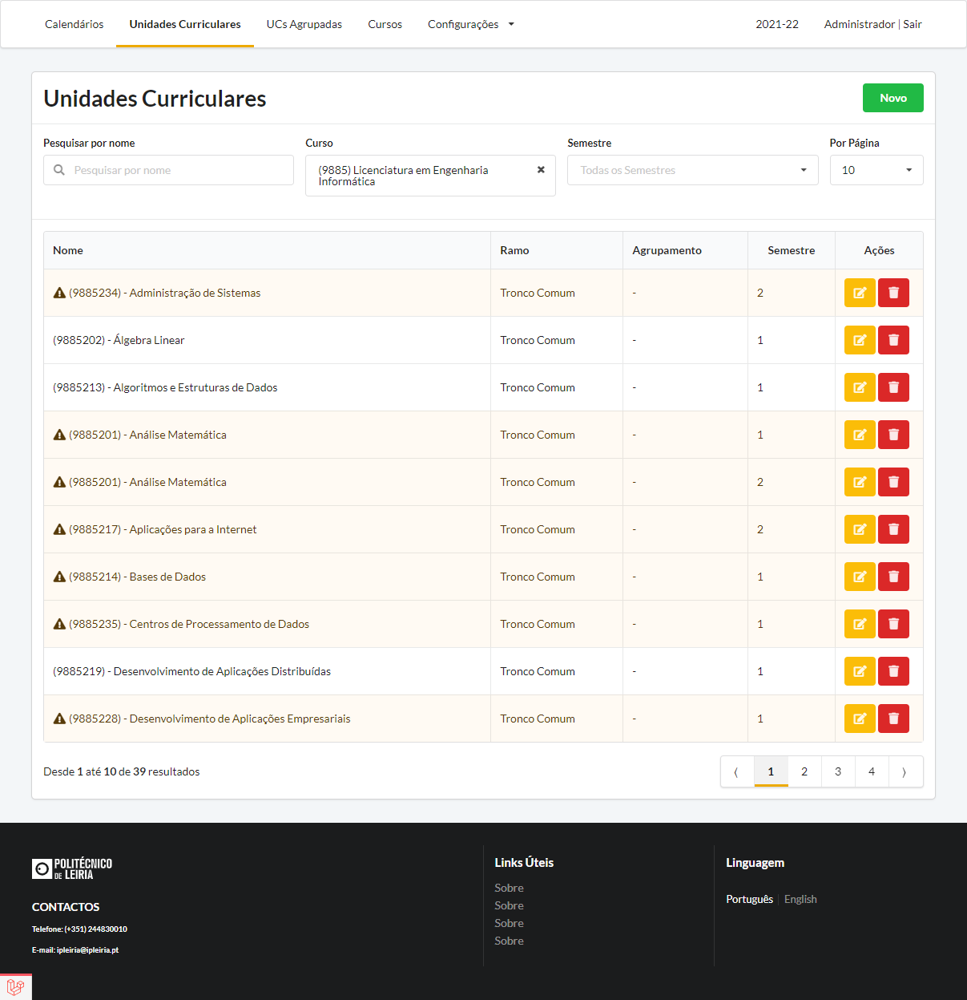 Calendários Unidades Curriculares UCs Agrupadas Cursos Configurações 2021-22 Administrador | Sair
Unidades Curriculares Novo
Pesquisar por nome Curso Semestre Por Página
Pesquisar por nome (9885) Licenciatura em Engenharia Informática Todas os Semestres 10
Nome Ramo Agrupamento Semestre Ações
(9885234) - Administração de Sistemas Tronco Comum - 2
(9885202) - Álgebra Linear Tronco Comum - 1
(9885213) - Algoritmos e Estruturas de Dados Tronco Comum - 1
(9885201) - Análise Matemática Tronco Comum - 1
(9885201) - Análise Matemática Tronco Comum - 2
(9885217) - Aplicações para a Internet Tronco Comum - 2
(9885214) - Bases de Dados Tronco Comum - 1
(9885235) - Centros de Processamento de Dados Tronco Comum - 1
(9885219) - Desenvolvimento de Aplicações Distribuídas Tronco Comum - 1
(9885228) - Desenvolvimento de Aplicações Empresariais Tronco Comum - 1
Desde 1 até 10 de 39 resultados ⟨ 1 2 3 4 ⟩
POLITÉCNICO
DE LEIRIA
CONTACTOS
Telefone: (+351) 244830010
E-mail: ipleiria@ipleiria.pt
Links Úteis
Sobre
Sobre
Sobre
Sobre
Linguagem
Português | English